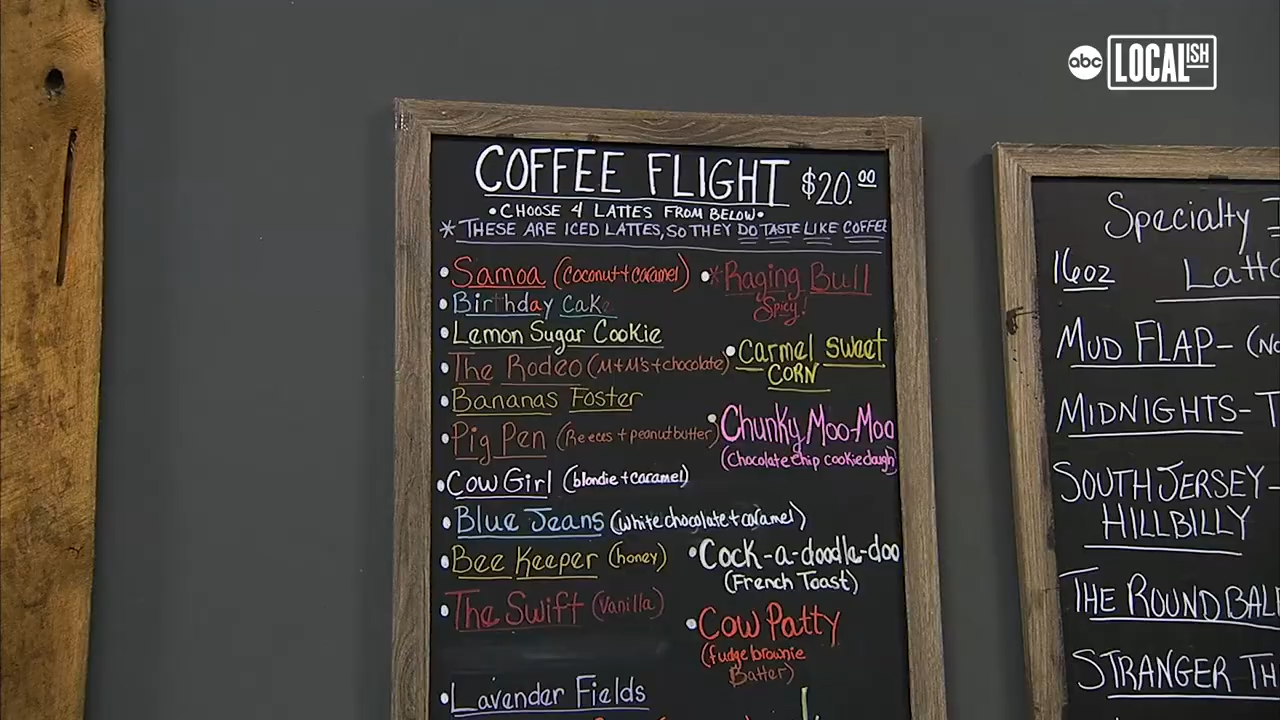 abc LOCALISH
COFFEE FLIGHT $20.00
• CHOOSE 4 LATTES FROM BELOW •
* THESE ARE ICED LATTES, SO THEY DO TASTE LIKE COFFEE
• Samoa (Coconut + Caramel)
• Birthday Cake
• Lemon Sugar Cookie
• The Rodeo (M+M's + chocolate)
• Bananas Foster
• Pig Pen (Reeces + peanut butter)
• Cow Girl (blondie + caramel)
• Blue Jeans (white chocolate + caramel)
• Bee Keeper (honey)
• The Swift (Vanilla)
• Lavender Fields
• *Raging Bull
Spicy!
• Carmel Sweet
CORN
• Chunky Moo-Moo
(Chocolate chip cookie dough)
• Cock-a-doodle-doo
(French Toast)
• Cow Patty
(fudge brownie
Batter)
Specialty
16oz
MUD FLAP-
MIDNIGHTS-
SOUTH JERSEY-
HILLBILLY
THE ROUND
STRANGER